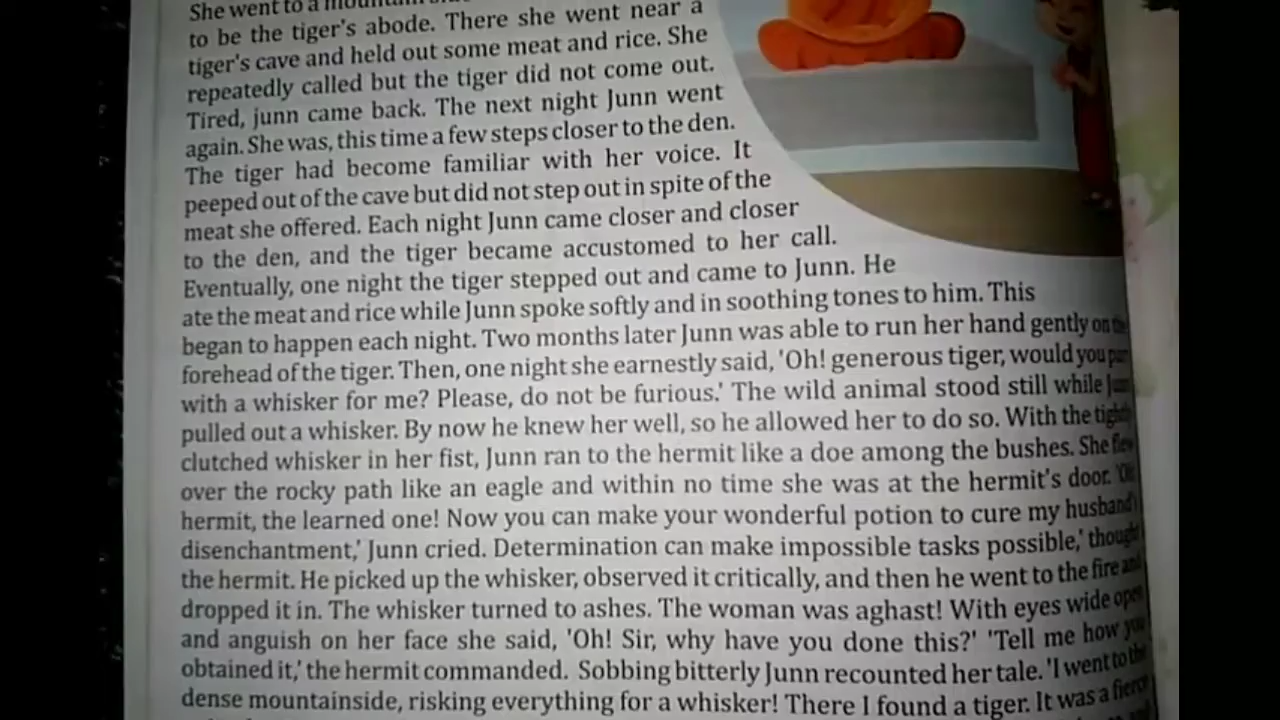 She went to a mountain
to be the tiger's abode. There she went near a
tiger's cave and held out some meat and rice. She
repeatedly called but the tiger did not come out.
Tired, junn came back. The next night Junn went
again. She was, this time a few steps closer to the den.
The tiger had become familiar with her voice. It
peeped out of the cave but did not step out in spite of the
meat she offered. Each night Junn came closer and closer
to the den, and the tiger became accustomed to her call.
Eventually, one night the tiger stepped out and came to Junn. He
ate the meat and rice while Junn spoke softly and in soothing tones to him. This
began to happen each night. Two months later Junn was able to run her hand gently on the
forehead of the tiger. Then, one night she earnestly said, 'Oh! generous tiger, would you
with a whisker for me? Please, do not be furious.' The wild animal stood still while
pulled out a whisker. By now he knew her well, so he allowed her to do so. With the
clutched whisker in her fist, Junn ran to the hermit like a doe among the bushes. She flew
over the rocky path like an eagle and within no time she was at the hermit's door.
hermit, the learned one! Now you can make your wonderful potion to cure my husband's
disenchantment,' Junn cried. Determination can make impossible tasks possible,' thought
the hermit. He picked up the whisker, observed it critically, and then he went to the fire and
dropped it in. The whisker turned to ashes. The woman was aghast! With eyes wide open
and anguish on her face she said, 'Oh! Sir, why have you done this?' 'Tell me how you
obtained it,' the hermit commanded. Sobbing bitterly Junn recounted her tale. 'I went to the
dense mountainside, risking everything for a whisker! There I found a tiger. It was a fierce